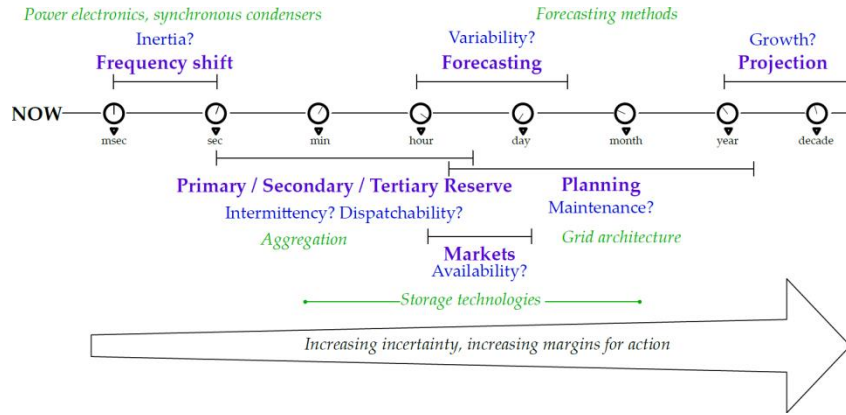 Power electronics, synchronous condensers
Forecasting methods
Inertia?
Variability?
Growth?
Frequency shift
Forecasting
Projection
NOW
msec
sec
min
hour
day
month
year
decade
Primary / Secondary / Tertiary Reserve
Planning
Intermittency? Dispatchability?
Maintenance?
Aggregation
Grid architecture
Markets
Availability?
Storage technologies
Increasing incertainty, increasing margins for action